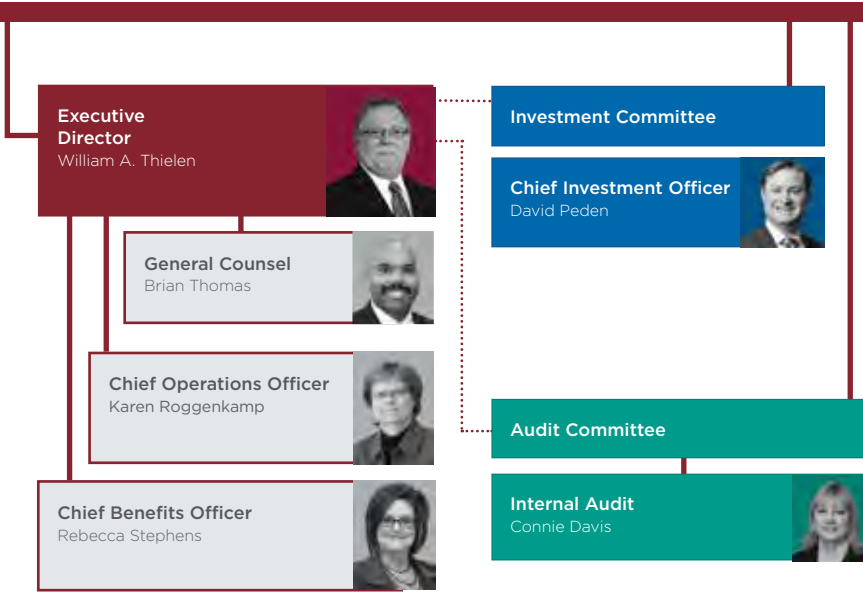 Executive
Director
William A. Thielen
Investment Committee
Chief Investment Officer
David Peden
General Counsel
Brian Thomas
Chief Operations Officer
Karen Roggenkamp
Audit Committee
Internal Audit
Connie Davis
Chief Benefits Officer
Rebecca Stephens